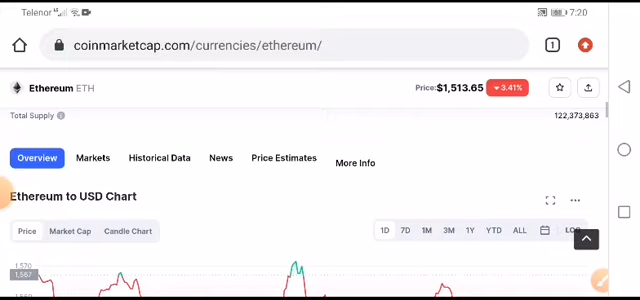 Telenor 7:20
coinmarketcap.com/currencies/ethereum/ 1
Ethereum ETH Price:$1,513.65 ▾3.41%
Total Supply 122,373,863
Overview Markets Historical Data News Price Estimates More Info
Ethereum to USD Chart
Price Market Cap Candle Chart 1D 7D 1M 3M 1Y YTD ALL
1,570
1,567